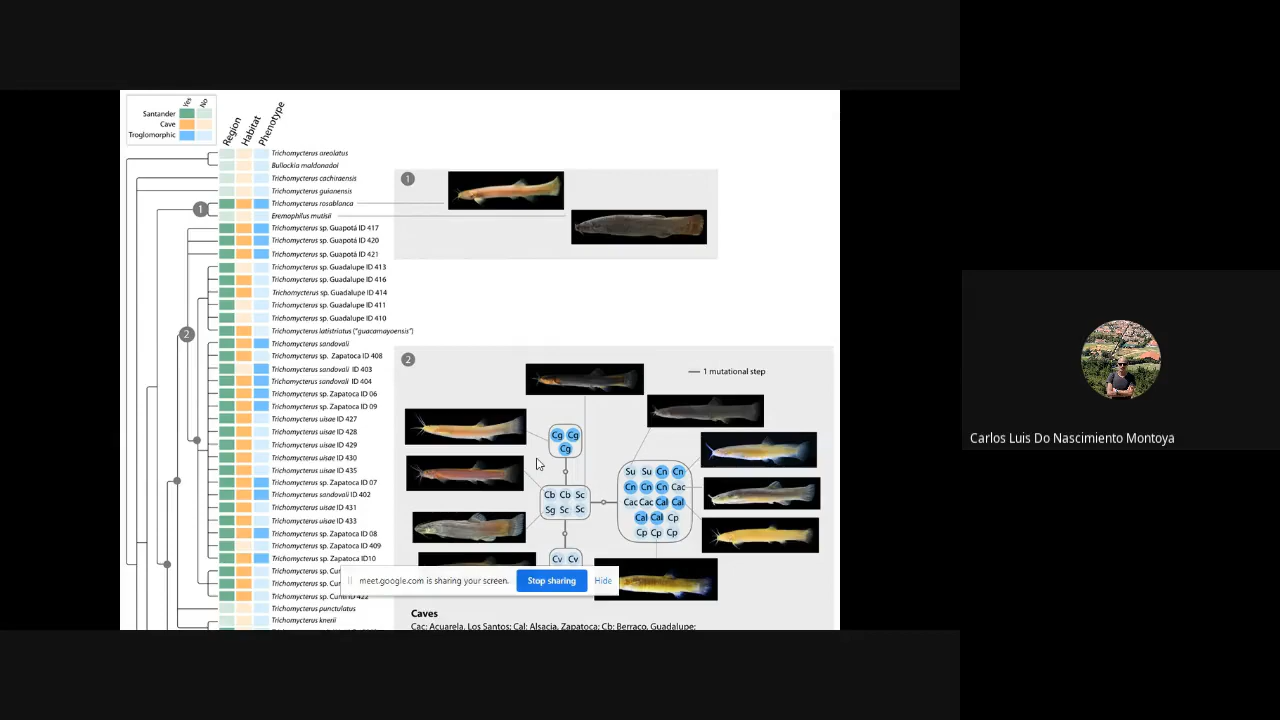 Yes No
Santander
Cave
Troglomorphic
Region Habitat Phenotype
Trichomycterus areolatus
Bullockia maldonadoi
Trichomycterus cachiraensis
Trichomycterus guianensis
Trichomycterus rosablanca
Eremophilus mutisii
Trichomycterus sp. Guapotá ID 417
Trichomycterus sp. Guapotá ID 420
Trichomycterus sp. Guapotá ID 421
Trichomycterus sp. Guadalupe ID 413
Trichomycterus sp. Guadalupe ID 416
Trichomycterus sp. Guadalupe ID 414
Trichomycterus sp. Guadalupe ID 411
Trichomycterus sp. Guadalupe ID 410
Trichomycterus latistriatus ("guacamayoensis")
Trichomycterus sandovali
Trichomycterus sp. Zapatoca ID 408
Trichomycterus sandovali ID 403
Trichomycterus sandovali ID 404
Trichomycterus sp. Zapatoca ID 06
Trichomycterus sp. Zapatoca ID 09
Trichomycterus uisae ID 427
Trichomycterus uisae ID 428
Trichomycterus uisae ID 429
Trichomycterus uisae ID 430
Trichomycterus uisae ID 435
Trichomycterus sp. Zapatoca ID 07
Trichomycterus sandovali ID 402
Trichomycterus uisae ID 431
Trichomycterus uisae ID 433
Trichomycterus sp. Zapatoca ID 08
Trichomycterus sp. Zapatoca ID 409
Trichomycterus sp. Zapatoca ID10
Trichomycterus sp. Cur
Trichomycterus sp. Cur
Trichomycterus sp. 422
Trichomycterus punctulatus
Trichomycterus knerii
1
2
1
2
1 mutational step
Cg Cg
Cg
Cb Cb Sc
Sg Sc Sc
Cv Cv
Su Su Cn Cn
Cn Cn Cn Cac
Cac Cac Cal Cal
Cal Cal Cp
Cp Cp Cp
meet.google.com is sharing your screen.
Stop sharing
Hide
Caves
Cac: Acuarela, Los Santos; Cal: Alsacia, Zapatoca; Cb: Berraco, Guadalupe;
Carlos Luis Do Nascimento Montoya